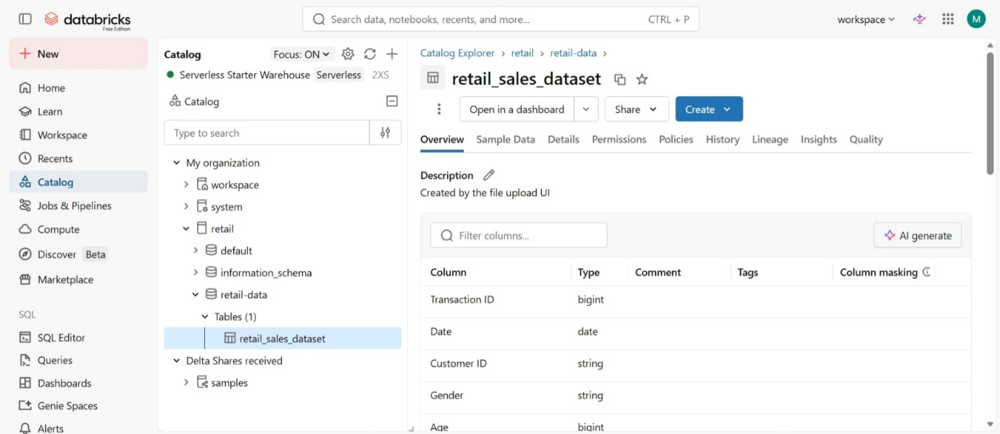 databricks
Free Edition
Search data, notebooks, recents, and more...
CTRL + P
workspace
M
New
Home
Learn
Workspace
Recents
Catalog
Jobs & Pipelines
Compute
Discover Beta
Marketplace
SQL
SQL Editor
Queries
Dashboards
Genie Spaces
Alerts
Catalog
Focus: ON
Serverless Starter Warehouse Serverless 2XS
Catalog
Type to search
My organization
workspace
system
retail
default
information_schema
retail-data
Tables (1)
retail_sales_dataset
Delta Shares received
samples
Catalog Explorer › retail › retail-data ›
retail_sales_dataset
Open in a dashboard Share Create
Overview Sample Data Details Permissions Policies History Lineage Insights Quality
Description
Created by the file upload UI
Filter columns...
AI generate
Column Type Comment Tags Column masking
Transaction ID bigint
Date date
Customer ID string
Gender string
Age bigint